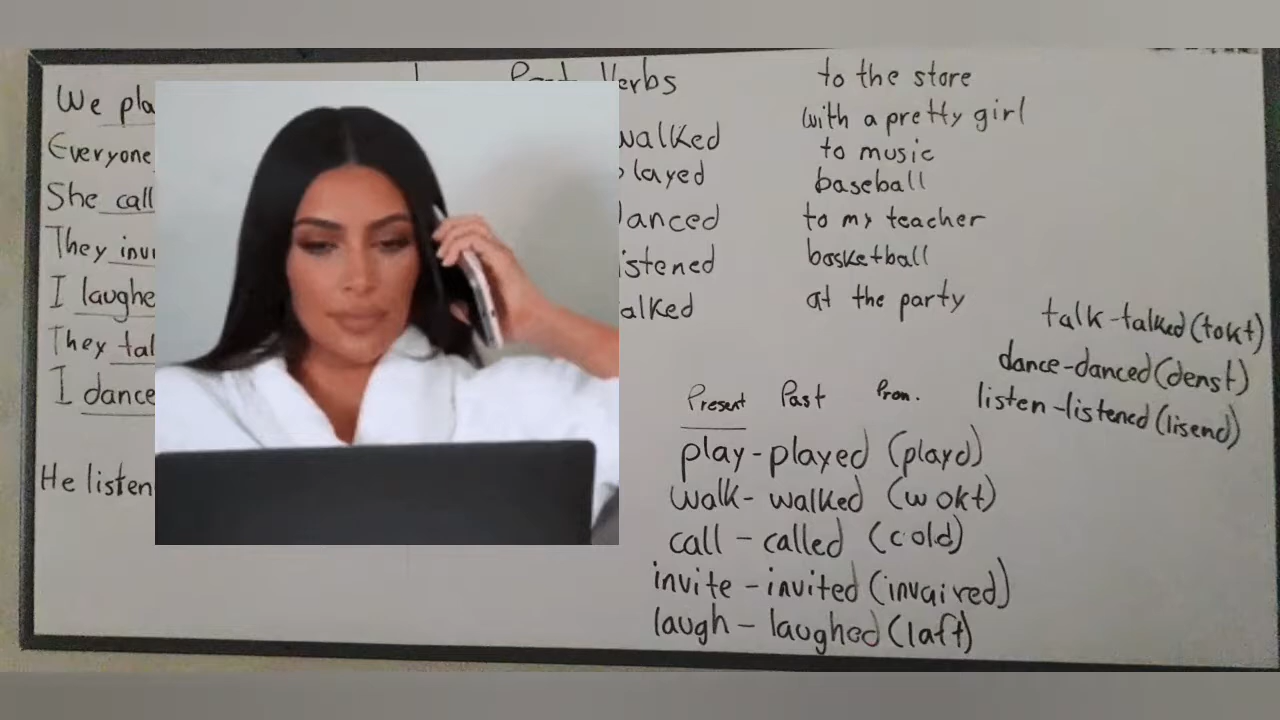 We pla
Everyone
She call
They invi
I laughe
They tal
I dance
He listen
Past Verbs
walked
played
danced
istened
alked
to the store
with a pretty girl
to music
baseball
to my teacher
basketball
at the party
talk-talked (tokt)
dance-danced (denst)
listen-listened (lisend)
Present Past Pron.
play-played (playd)
walk-walked (wokt)
call-called (cold)
invite-invited (invaired)
laugh-laughed (laft)